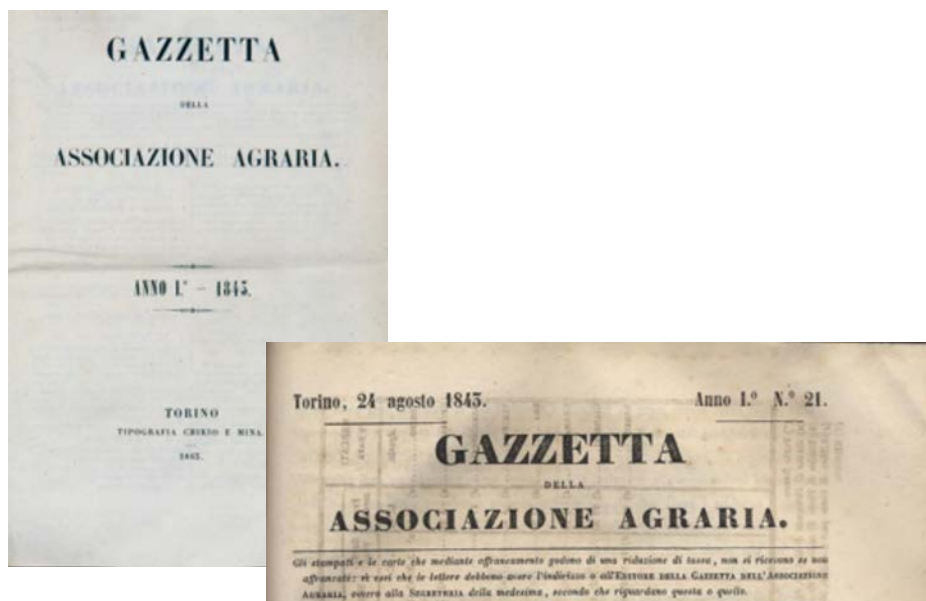 GAZZETTA
DELLA
ASSOCIAZIONE AGRARIA.
ANNO I.° — 1843.
TORINO
TIPOGRAFIA CHIRIO E MINA.
1843.
Torino, 24 agosto 1843. Anno I.° N.° 21.
GAZZETTA
DELLA
ASSOCIAZIONE AGRARIA.
Gli stampati e le carte che mediante affrancamento godono di una riduzione di tassa, non si ricevono se non
affrancate: sì essi che le lettere debbono avere l'indirizzo o all'EDITORE DELLA GAZZETTA DELL'ASSOCIAZIONE
AGRARIA, ovvero alla SEGRETERIA della medesima, secondo che riguardano questa o quello.